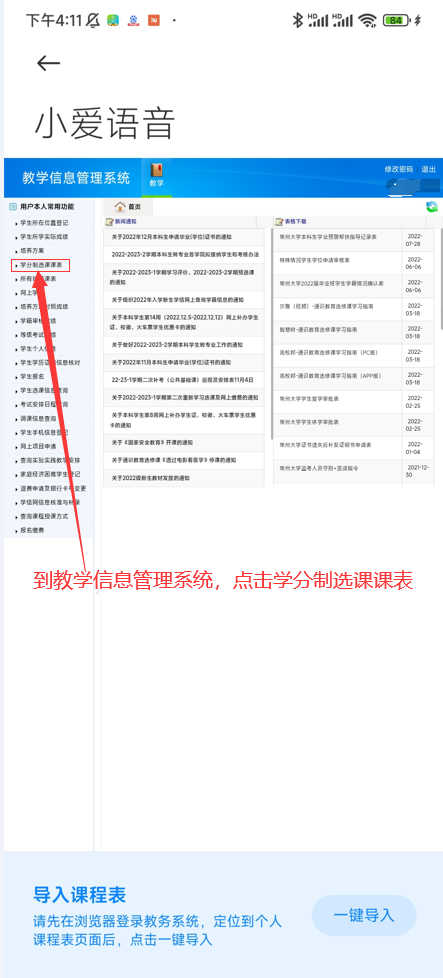 下午4:11
84
小爱语音
教学信息管理系统
教学
修改密码 退出
用户本人常用功能
学生所在位置登记
学生所学实际成绩
培养方案
学分制选课课表
所有
课表
网上学
培养方
对照成绩
学籍审
成绩
等级考试
学生个人信
学生学历证
信息核对
学生报名
学生选课信息查询
考试安排日程
询
调课信息查询
学生手机信息登记
网上项目申请
查询实验实践教学安排
家庭经济困难学生登记
退费申请及银行卡
变更
学信网信息核准与
录
查询课程授课方式
报名缴费
首页
新闻通知
关于2022年12月本科生申请毕业(学位)证书的通知
2022-2023-2学期本科生转专业各学院拟接纳学生和考核办法
关于2022-2023-1学期学习评价、2022-2023-2学期预选课
的通知
关于组织2022年入学新生学信网上查询学籍信息的通知
关于本科学生第14周（2022.12.5-2022.12.12）网上补办学生
证、校徽、火车票学生优惠卡的通知
关于做好2022-2023-2学期本科生转专业工作的通知
关于2022年11月本科生申请毕业(学位)证书的通知
22-23-1学期二次补考（公共基础课）巡视员安排表11月4日
关于2022-2023-1学期第二次重新学习选课及网上缴费的通知
关于本科学生第8周网上补办学生证、校徽、火车票学生优惠
卡的通知
关于《国家安全教育》开课的通知
关于通识教育选修课《透过电影看医学》停课的通知
关于2022级新生教材发放的通知
表格下载
常州大学本科生学业预警帮扶指导记录表 2022-07-28
特殊情况学生学位申请审核表 2022-06-06
常州大学2022届毕业班学生学籍情况确认表 2022-06-06
尔雅（视频）-通识教育选修课学习指南 2022-03-18
智慧树-通识教育选修课学习指南 2022-03-18
高校邦-通识教育选修课学习指南（PC版） 2022-03-18
高校邦-通识教育选修课学习指南（APP版） 2022-03-18
常州大学学生复学审批表 2022-02-25
常州大学学生休学审批表 2022-02-25
常州大学证书遗失后补发证明书申请表 2022-01-04
常州大学监考人员守则+宣读指令 2021-12-30
到教学信息管理系统，点击学分制选课课表
导入课程表
请先在浏览器登录教务系统，定位到个人
课程表页面后，点击一键导入
一键导入